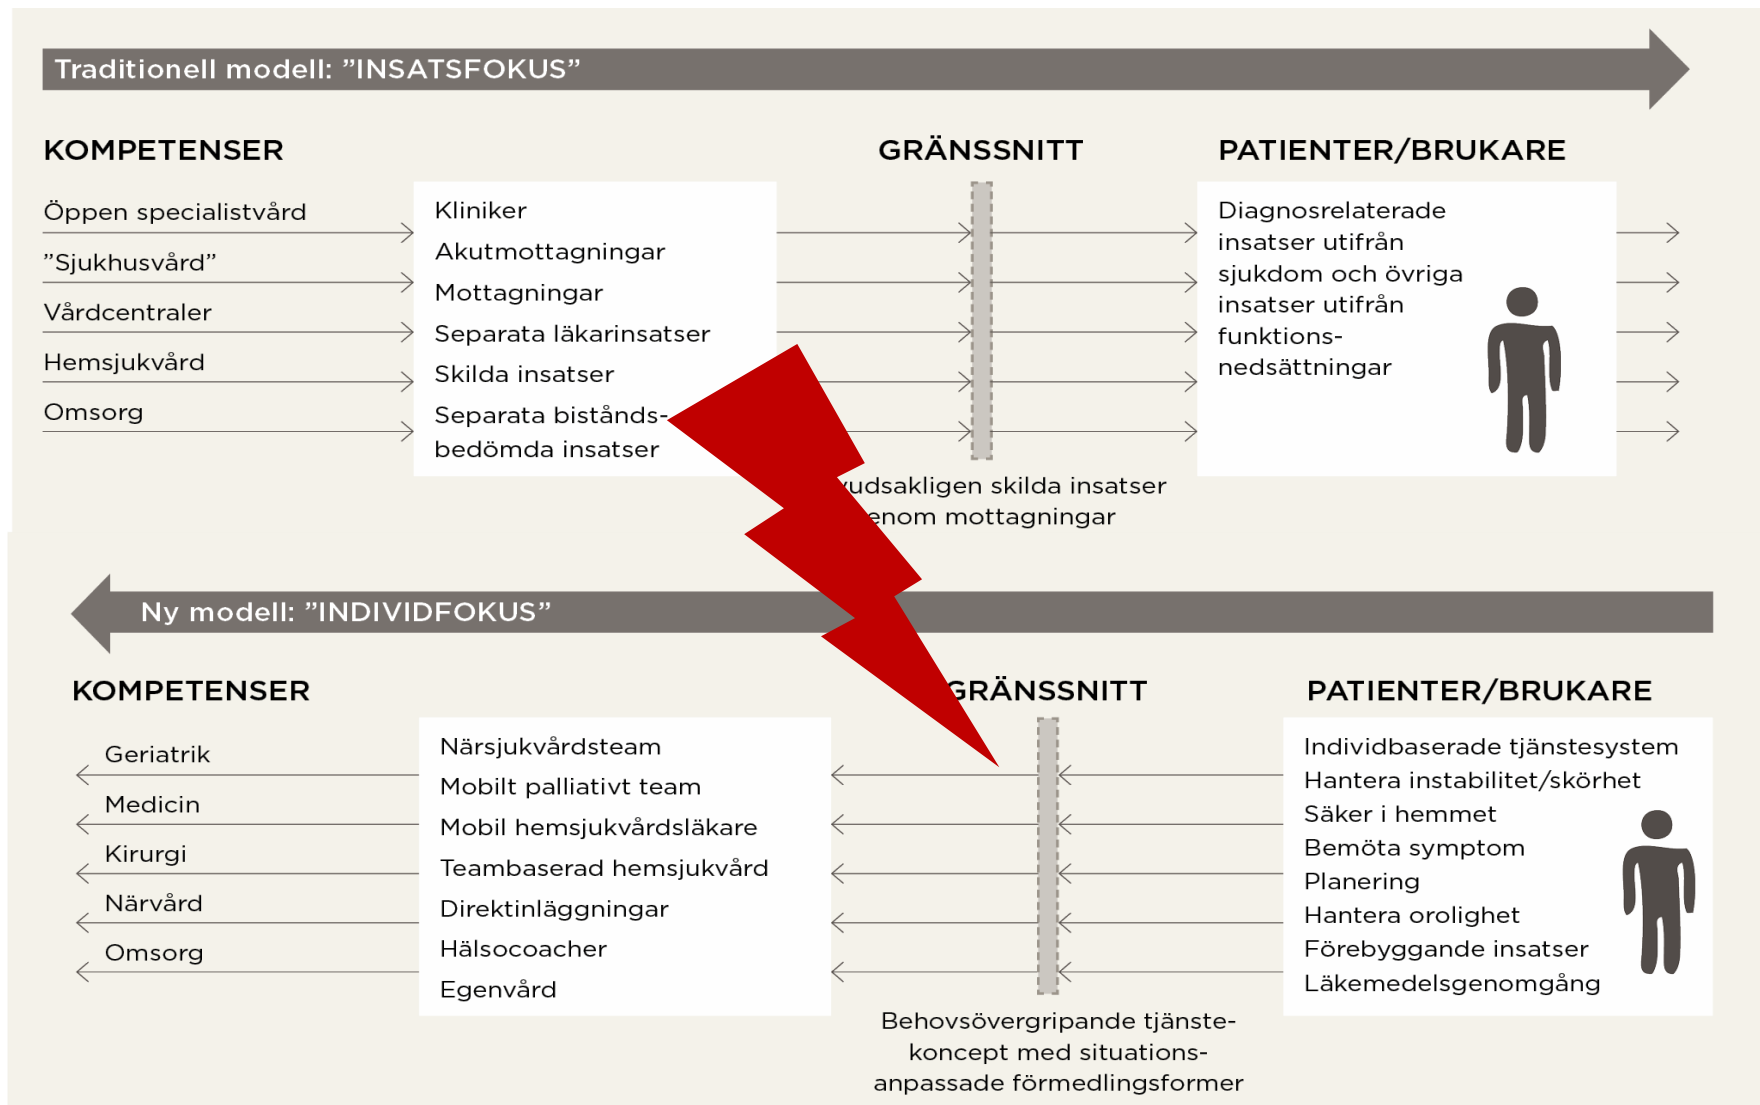 Traditionell modell: ”INSATSFOKUS”
KOMPETENSER
GRÄNSSNITT
PATIENTER/BRUKARE
Öppen specialistvård
”Sjukhusvård”
Vårdcentraler
Hemsjukvård
Omsorg
Kliniker
Akutmottagningar
Mottagningar
Separata läkarinsatser
Skilda insatser
Separata bistånds-
bedömda insatser
skilda insatser
mottagningar
Diagnosrelaterade
insatser utifrån
sjukdom och övriga
insatser utifrån
funktions-
nedsättningar
Ny modell: ”INDIVIDFOKUS”
KOMPETENSER
GRÄNSSNITT
PATIENTER/BRUKARE
Geriatrik
Medicin
Kirurgi
Närvård
Omsorg
Närsjukvårdsteam
Mobilt palliativt team
Mobil hemsjukvårdsläkare
Teambaserad hemsjukvård
Direktinläggningar
Hälsocoacher
Egenvård
Behovsövergripande tjänste-
koncept med situations-
anpassade förmedlingsformer
Individbaserade tjänstesystem
Hantera instabilitet/skörhet
Säker i hemmet
Bemöta symptom
Planering
Hantera orolighet
Förebyggande insatser
Läkemedelsgenomgång